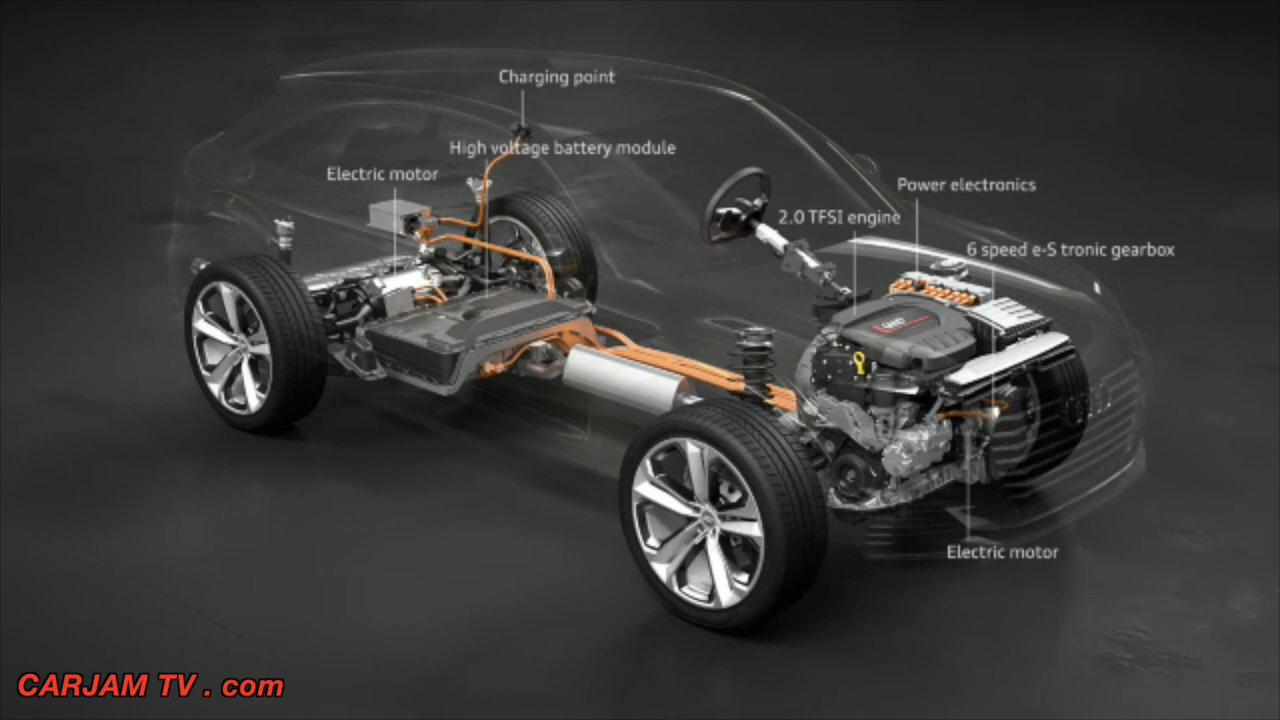 Charging point
High voltage battery module
Electric motor
Power electronics
2.0 TFSI engine
6 speed e-S tronic gearbox
Electric motor
CARJAM TV . com